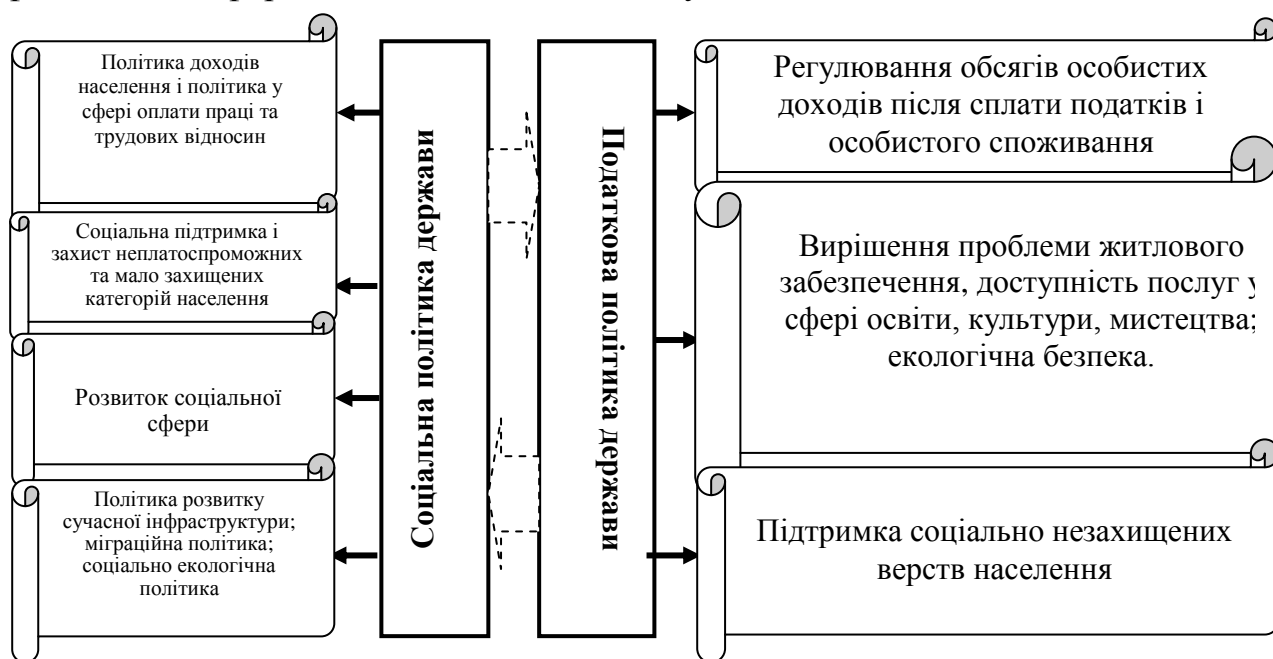 Політика доходів
населення і політика у
сфері оплати праці та
трудових відносин
Соціальна підтримка і
захист неплатоспроможних
та мало захищених
категорій населення
Розвиток соціальної
сфери
Політика розвитку
сучасної інфраструктури;
міграційна політика;
соціально екологічна
політика
Соціальна політика держави
Податкова політика держави
Регулювання обсягів особистих
доходів після сплати податків і
особистого споживання
Вирішення проблеми житлового
забезпечення, доступність послуг у
сфері освіти, культури, мистецтва;
екологічна безпека.
Підтримка соціально незахищених
верств населення